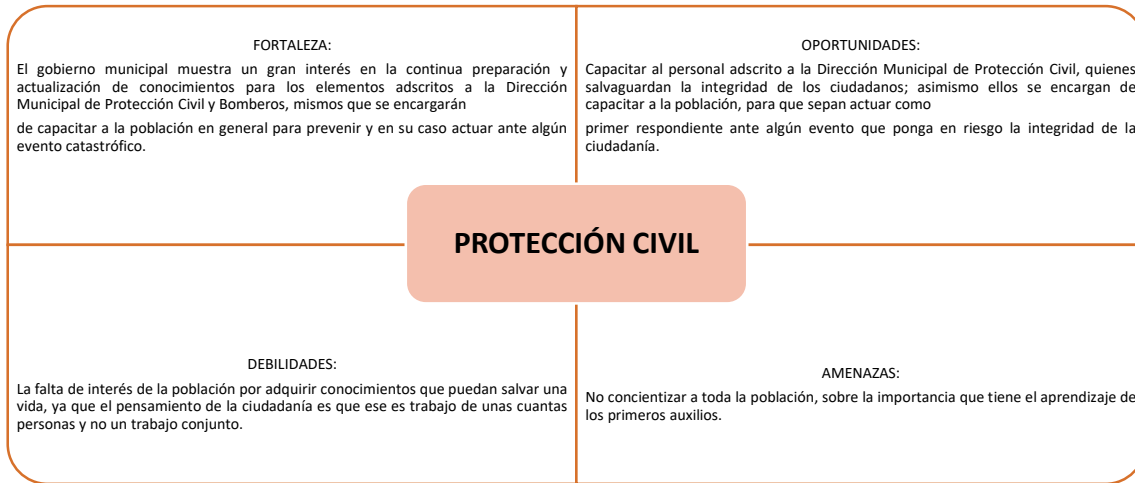 FORTALEZA:
El gobierno municipal muestra un gran interés en la continua preparación y
actualización de conocimientos para los elementos adscritos a la Dirección
Municipal de Protección Civil y Bomberos, mismos que se encargarán
de capacitar a la población en general para prevenir y en su caso actuar ante algún
evento catastrófico.
OPORTUNIDADES:
Capacitar al personal adscrito a la Dirección Municipal de Protección Civil, quienes
salvaguardan la integridad de los ciudadanos; asimismo ellos se encargan de
capacitar a la población, para que sepan actuar como
primer respondiente ante algún evento que ponga en riesgo la integridad de la
ciudadanía.
PROTECCIÓN CIVIL
DEBILIDADES:
La falta de interés de la población por adquirir conocimientos que puedan salvar una
vida, ya que el pensamiento de la ciudadanía es que ese es trabajo de unas cuantas
personas y no un trabajo conjunto.
AMENAZAS:
No concientizar a toda la población, sobre la importancia que tiene el aprendizaje de
los primeros auxilios.